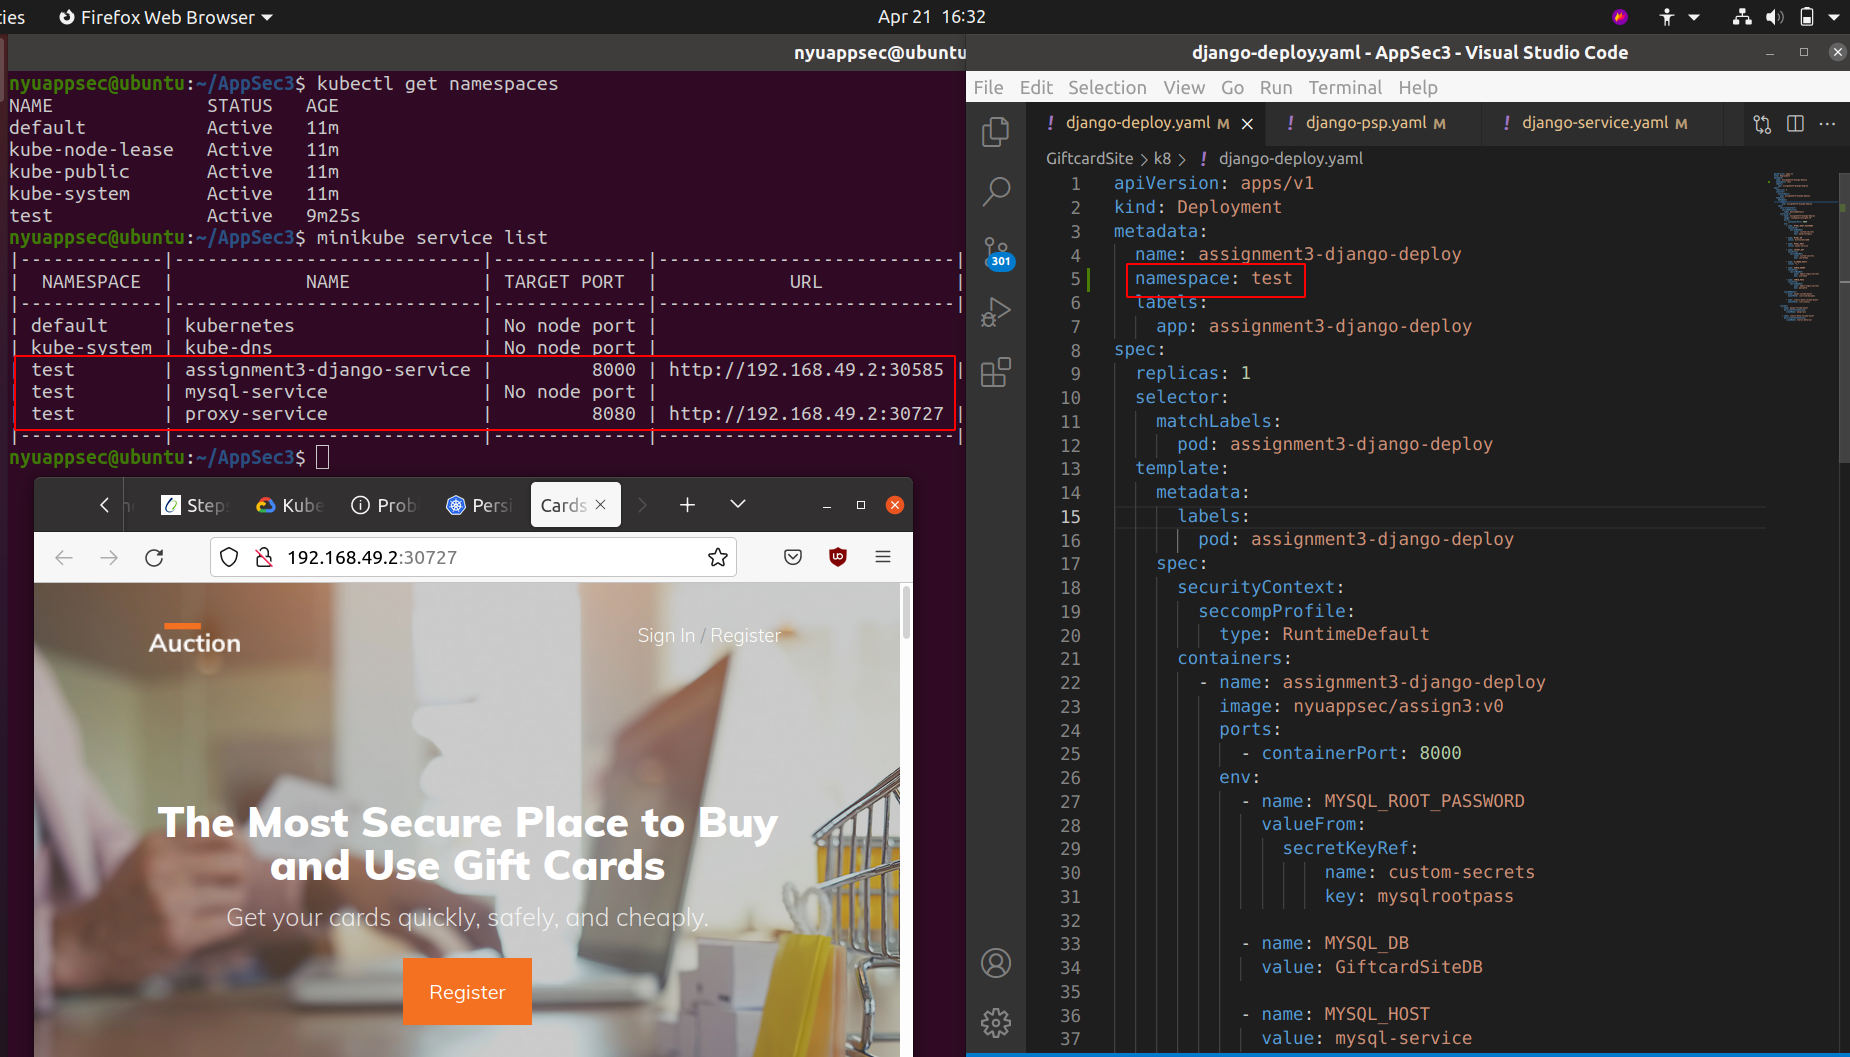 ies Firefox Web Browser Apr 21 16:32
nyuappsec@ubuntu
nyuappsec@ubuntu:~/AppSec3$ kubectl get namespaces
NAME STATUS AGE
default Active 11m
kube-node-lease Active 11m
kube-public Active 11m
kube-system Active 11m
test Active 9m25s
nyuappsec@ubuntu:~/AppSec3$ minikube service list
|-------------|----------------------------|--------------|---------------------------|
| NAMESPACE | NAME | TARGET PORT | URL |
|-------------|----------------------------|--------------|---------------------------|
| default | kubernetes | No node port |
| kube-system | kube-dns | No node port |
| test | assignment3-django-service | 8000 | http://192.168.49.2:30585 |
| test | mysql-service | No node port |
| test | proxy-service | 8080 | http://192.168.49.2:30727 |
|-------------|----------------------------|--------------|---------------------------|
nyuappsec@ubuntu:~/AppSec3$
Steps Kube Prob Persi Cards
192.168.49.2:30727
Auction
Sign In / Register
The Most Secure Place to Buy
and Use Gift Cards
Get your cards quickly, safely, and cheaply.
Register
django-deploy.yaml - AppSec3 - Visual Studio Code
File Edit Selection View Go Run Terminal Help
! django-deploy.yaml M ! django-psp.yaml M ! django-service.yaml M
GiftcardSite > k8 > ! django-deploy.yaml
301
1 apiVersion: apps/v1
2 kind: Deployment
3 metadata:
4 name: assignment3-django-deploy
5 namespace: test
6 labels:
7 app: assignment3-django-deploy
8 spec:
9 replicas: 1
10 selector:
11 matchLabels:
12 pod: assignment3-django-deploy
13 template:
14 metadata:
15 labels:
16 pod: assignment3-django-deploy
17 spec:
18 securityContext:
19 seccompProfile:
20 type: RuntimeDefault
21 containers:
22 - name: assignment3-django-deploy
23 image: nyuappsec/assign3:v0
24 ports:
25 - containerPort: 8000
26 env:
27 - name: MYSQL_ROOT_PASSWORD
28 valueFrom:
29 secretKeyRef:
30 name: custom-secrets
31 key: mysqlrootpass
32
33 - name: MYSQL_DB
34 value: GiftcardSiteDB
35
36 - name: MYSQL_HOST
37 value: mysql-service